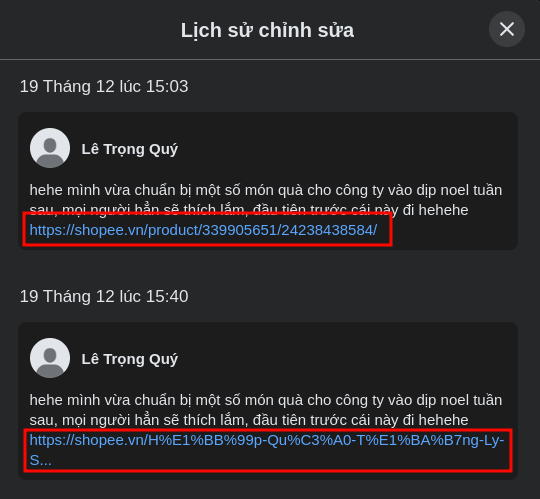 Lịch sử chỉnh sửa
19 Tháng 12 lúc 15:03
Lê Trọng Quý
hehe mình vừa chuẩn bị một số món quà cho công ty vào dịp noel tuần
sau, mọi người hẳn sẽ thích lắm, đầu tiên trước cái này đi hehehe
https://shopee.vn/product/339905651/24238438584/
19 Tháng 12 lúc 15:40
Lê Trọng Quý
hehe mình vừa chuẩn bị một số món quà cho công ty vào dịp noel tuần
sau, mọi người hẳn sẽ thích lắm, đầu tiên trước cái này đi hehehe
https://shopee.vn/H%E1%BB%99p-Qu%C3%A0-T%E1%BA%B7ng-Ly-
S...